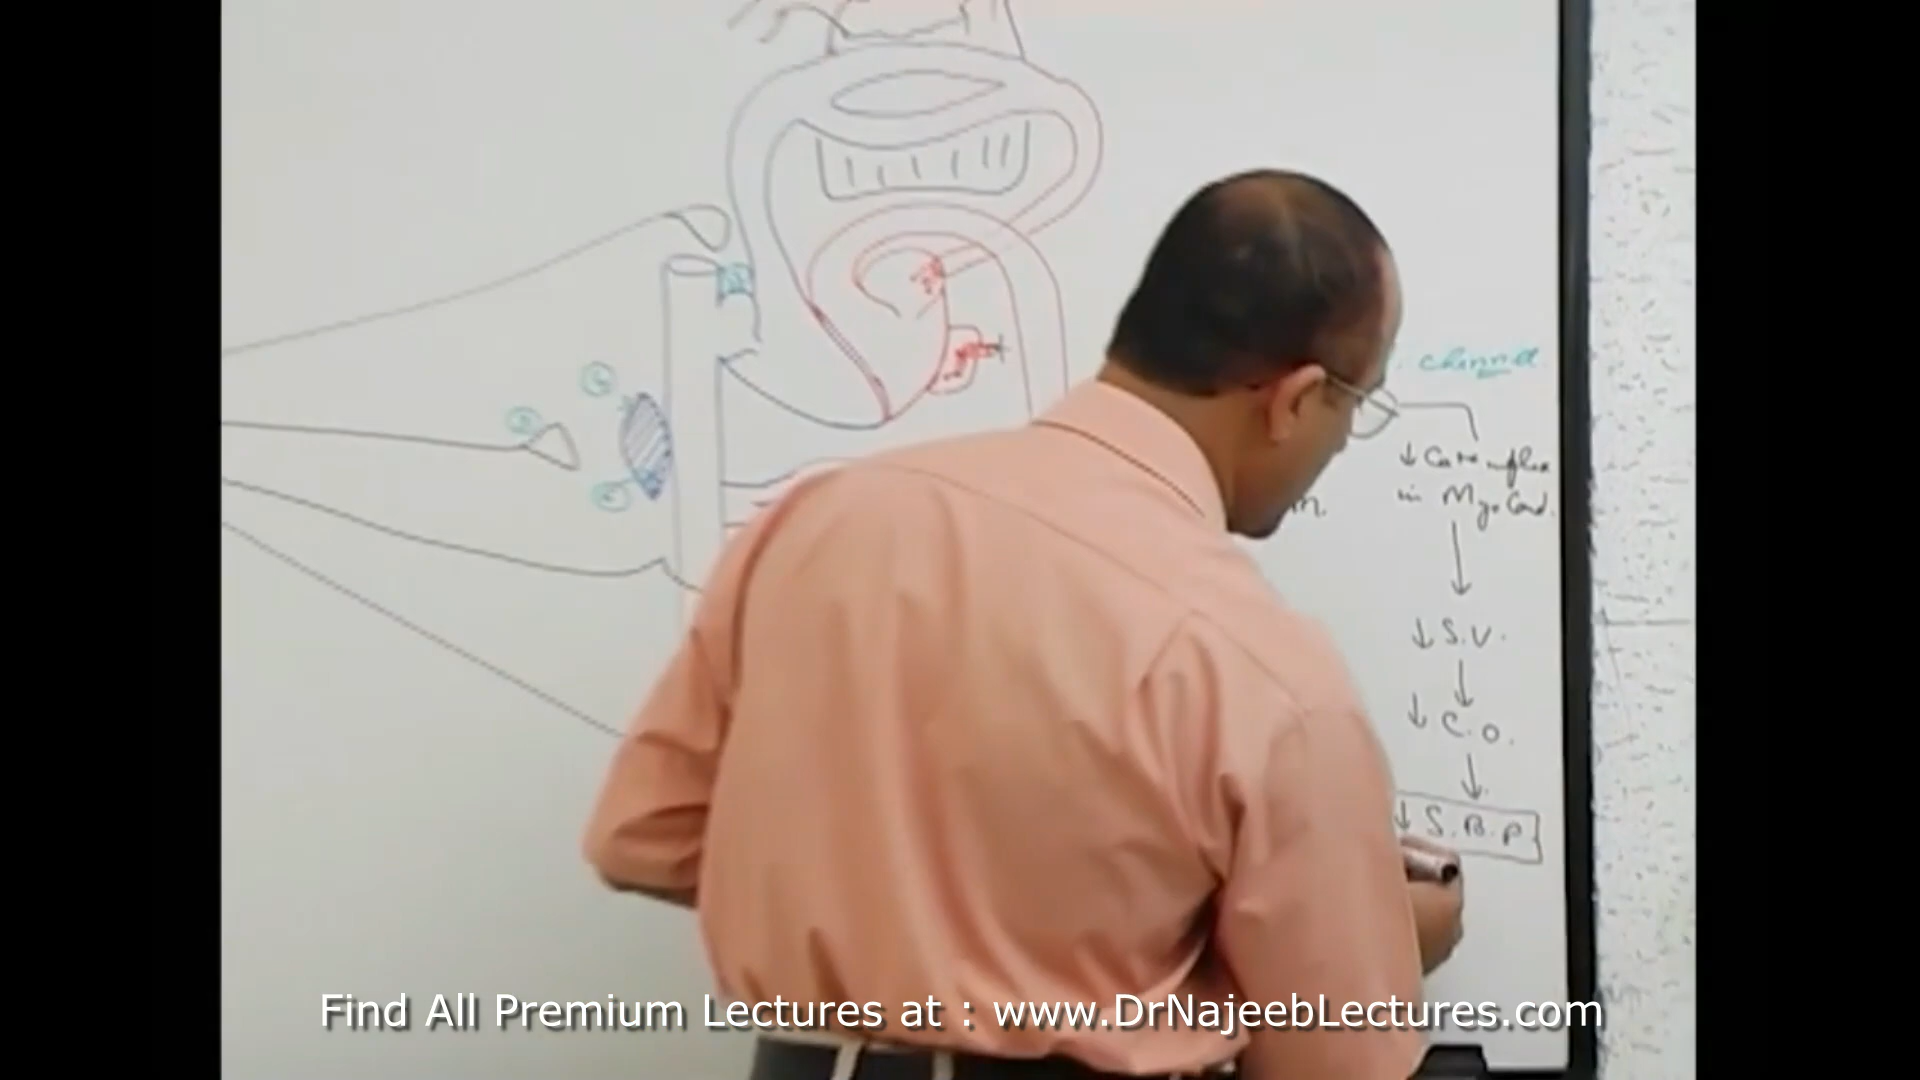 channel
↓ Ca++ influx
in Myocard.
m.
↓ S.V.
↓ C.O.
↓ S.B.P
Find All Premium Lectures at : www.DrNajeebLectures.com